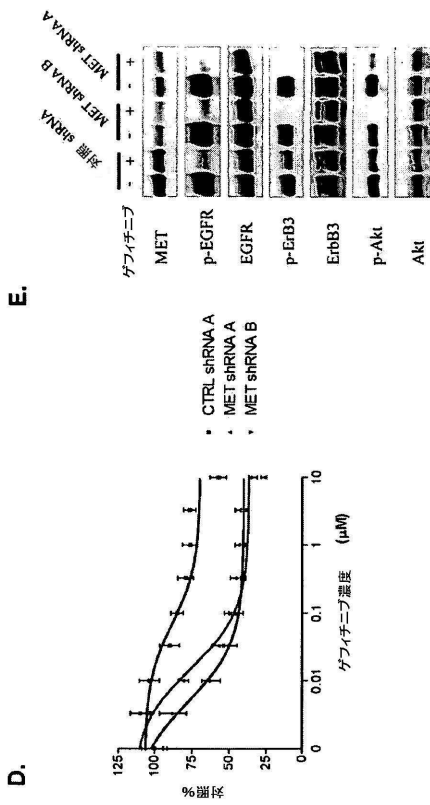 D.
対照%
125
100
75
50
25
0
0
0.01
0.1
1
10
ゲフィチニブ濃度 (μM)
CTRL shRNA A
MET shRNA A
MET shRNA B
E.
対照 shRNA
MET shRNA B
MET shRNA A
ゲフィチニブ - + - + - +
MET
p-EGFR
EGFR
p-ErB3
ErbB3
p-Akt
Akt